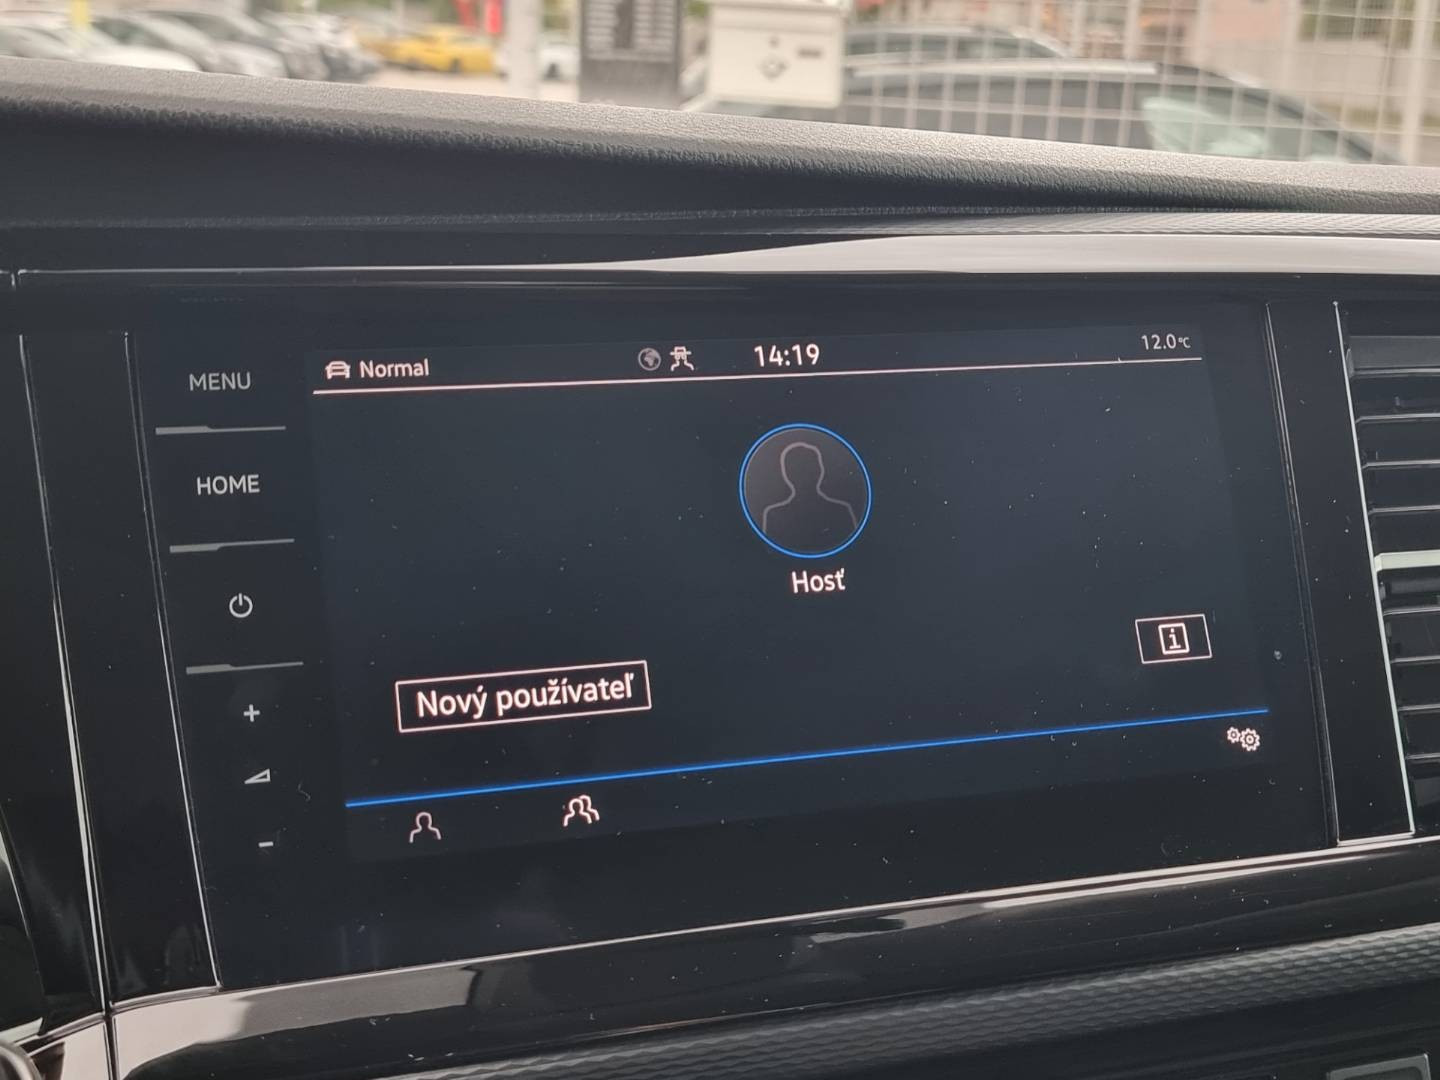 MENU
HOME
Normal
14:19
12.0°C
Hosť
Nový používateľ